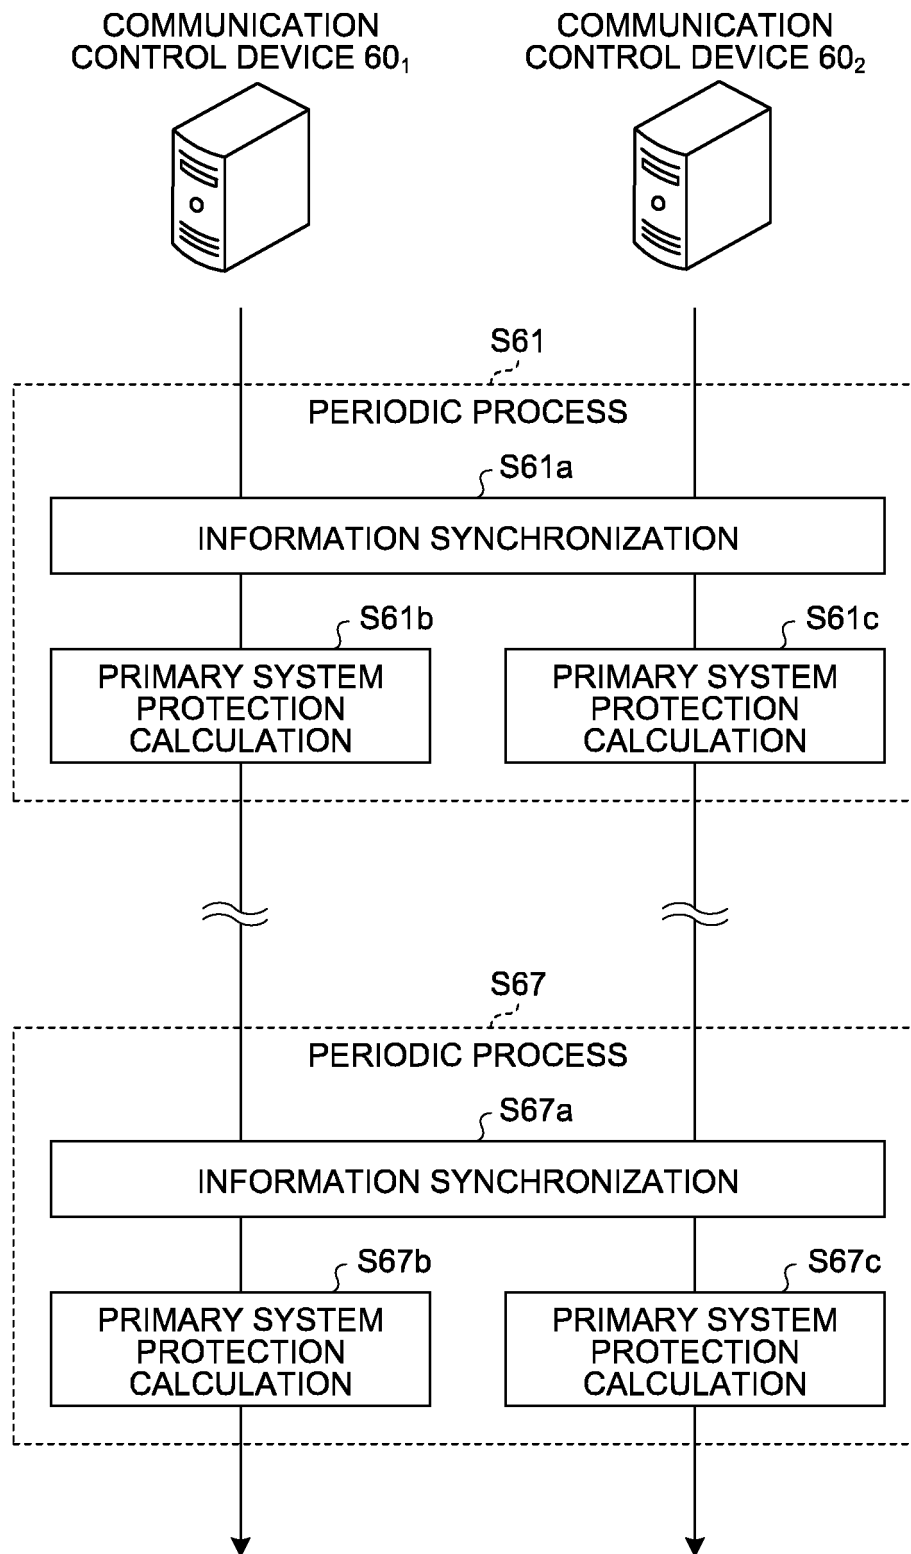 COMMUNICATION
CONTROL DEVICE 60₁
COMMUNICATION
CONTROL DEVICE 60₂
S61
PERIODIC PROCESS
S61a
INFORMATION SYNCHRONIZATION
S61b
PRIMARY SYSTEM
PROTECTION
CALCULATION
S61c
PRIMARY SYSTEM
PROTECTION
CALCULATION
S67
PERIODIC PROCESS
S67a
INFORMATION SYNCHRONIZATION
S67b
PRIMARY SYSTEM
PROTECTION
CALCULATION
S67c
PRIMARY SYSTEM
PROTECTION
CALCULATION